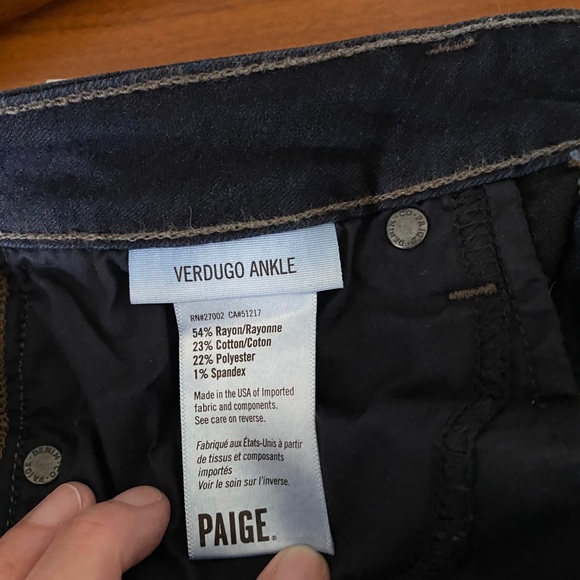 VERDUGO ANKLE
RN#27002 CA#51217
54% Rayon/Rayonne
23% Cotton/Coton
22% Polyester
1% Spandex
Made in the USA of Imported
fabric and components.
See care on reverse.
Fabriqué aux États-Unis à partir
de tissus et composants
importés
Voir le soin sur l'inverse.
PAIGE